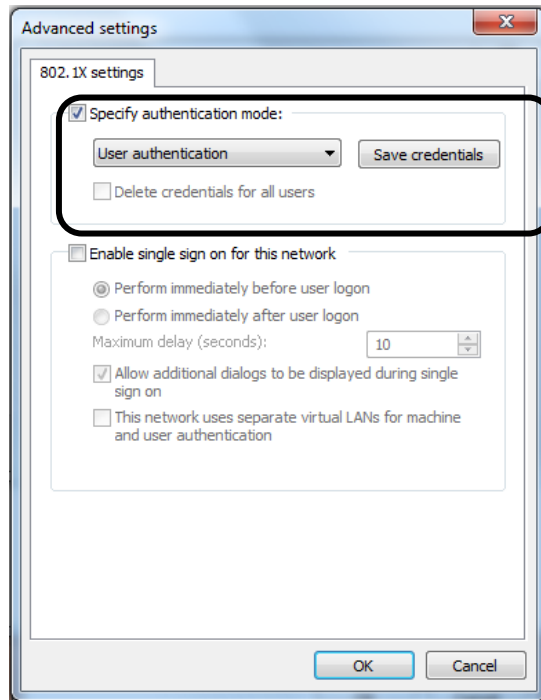 Advanced settings
802.1X settings
Specify authentication mode:
User authentication
Save credentials
Delete credentials for all users
Enable single sign on for this network
Perform immediately before user logon
Perform immediately after user logon
Maximum delay (seconds):
10
Allow additional dialogs to be displayed during single
sign on
This network uses separate virtual LANs for machine
and user authentication
OK
Cancel